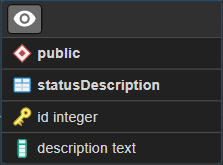 public
statusDescription
id integer
description text